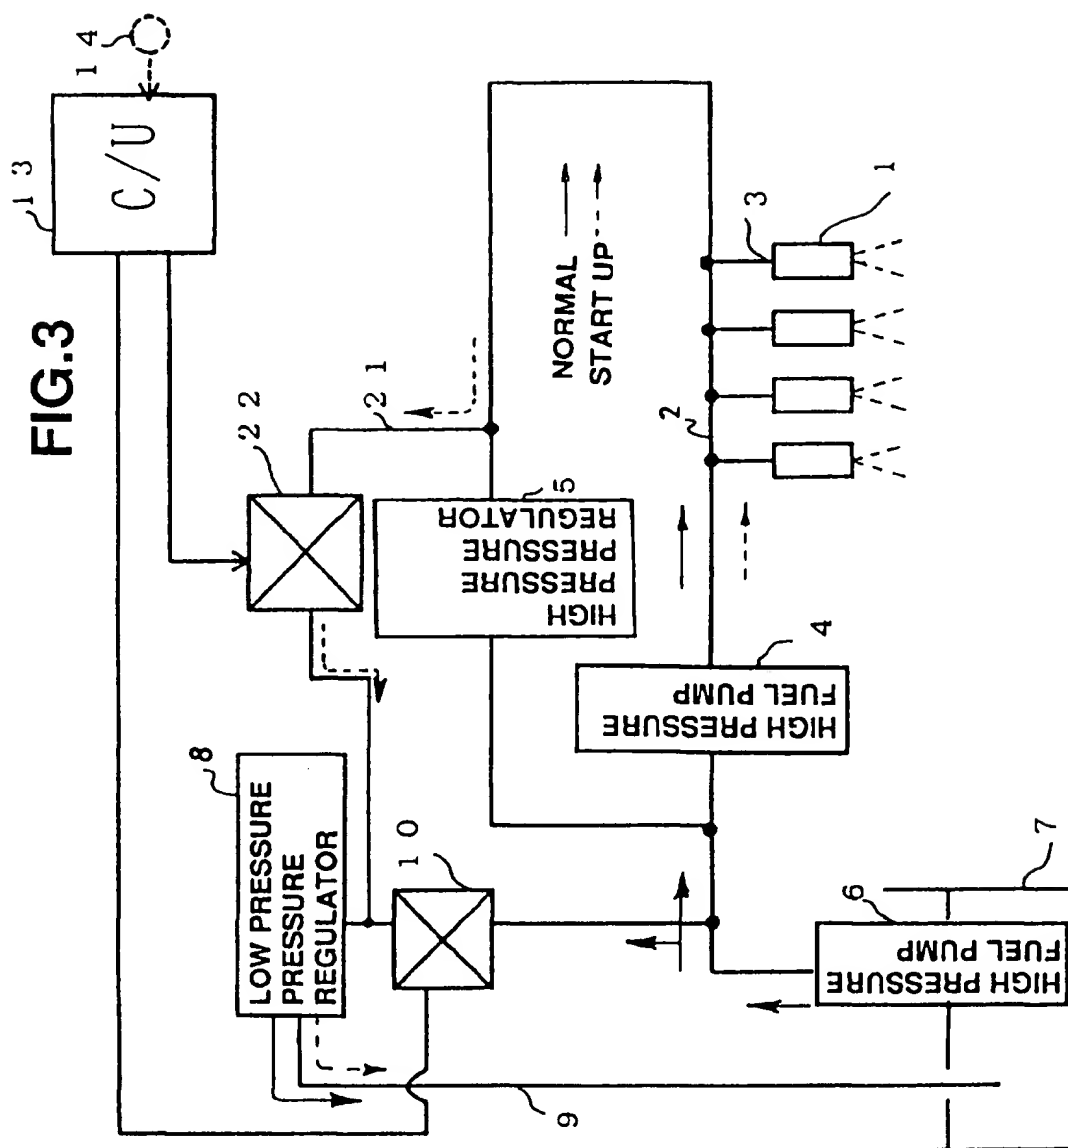 FIG.3
1 3
C/U
1 4
2 2
2 1
8
LOW PRESSURE
PRESSURE
REGULATOR
1 0
HIGH
PRESSURE
PRESSURE
REGULATOR
5
NORMAL
START UP
2
3
1
HIGH PRESSURE
FUEL PUMP
4
HIGH PRESSURE
FUEL PUMP
6
7
9